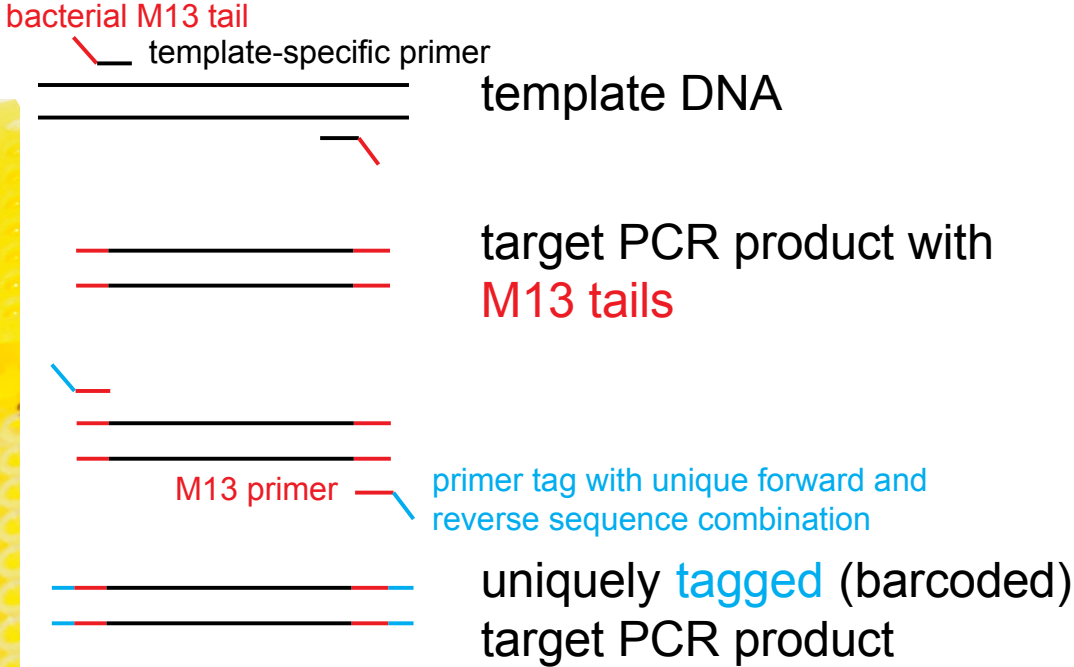 bacterial M13 tail
template-specific primer
template DNA
target PCR product with
M13 tails
M13 primer
primer tag with unique forward and
reverse sequence combination
uniquely tagged (barcoded)
target PCR product